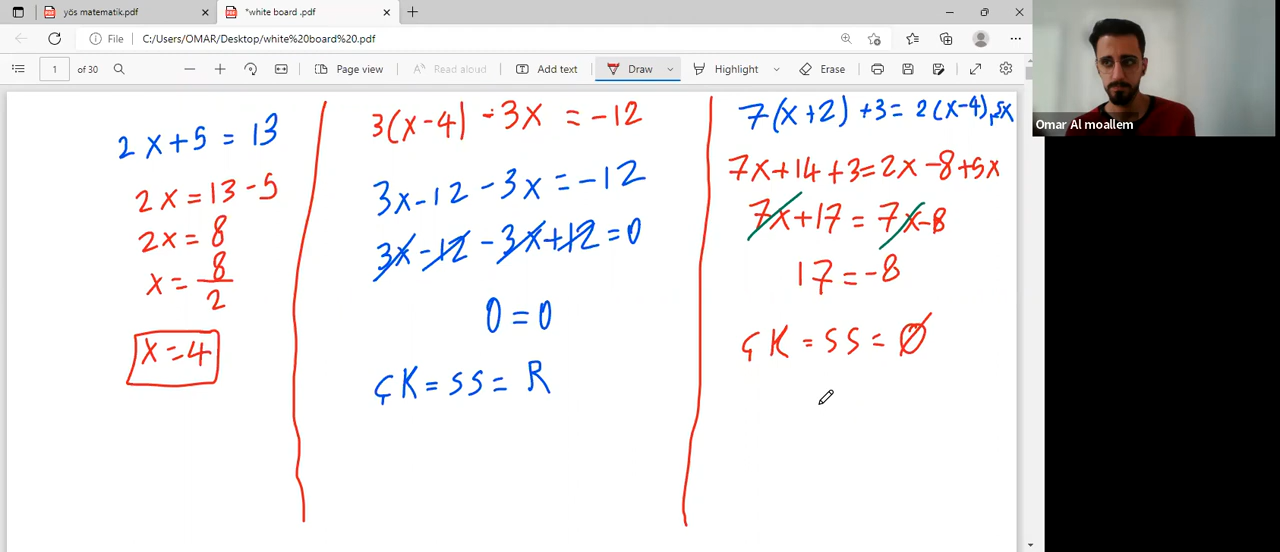 yös matematik.pdf
*white board .pdf
File
C:/Users/OMAR/Desktop/white%20board%20.pdf
1 of 30
Page view
Read aloud
Add text
Draw
Highlight
Erase
2x+5 = 13
2x = 13-5
2x = 8
x = 8/2
x = 4
3(x-4) - 3x = -12
3x-12 -3x = -12
3x-12 -3x+12 = 0
0 = 0
ÇK = SS = R
7(x+2) +3 = 2(x-4)+5x
7x+14+3=2x-8+5x
7x+17 = 7x-8
17 = -8
ÇK = SS = Ø
Omar Al moallem